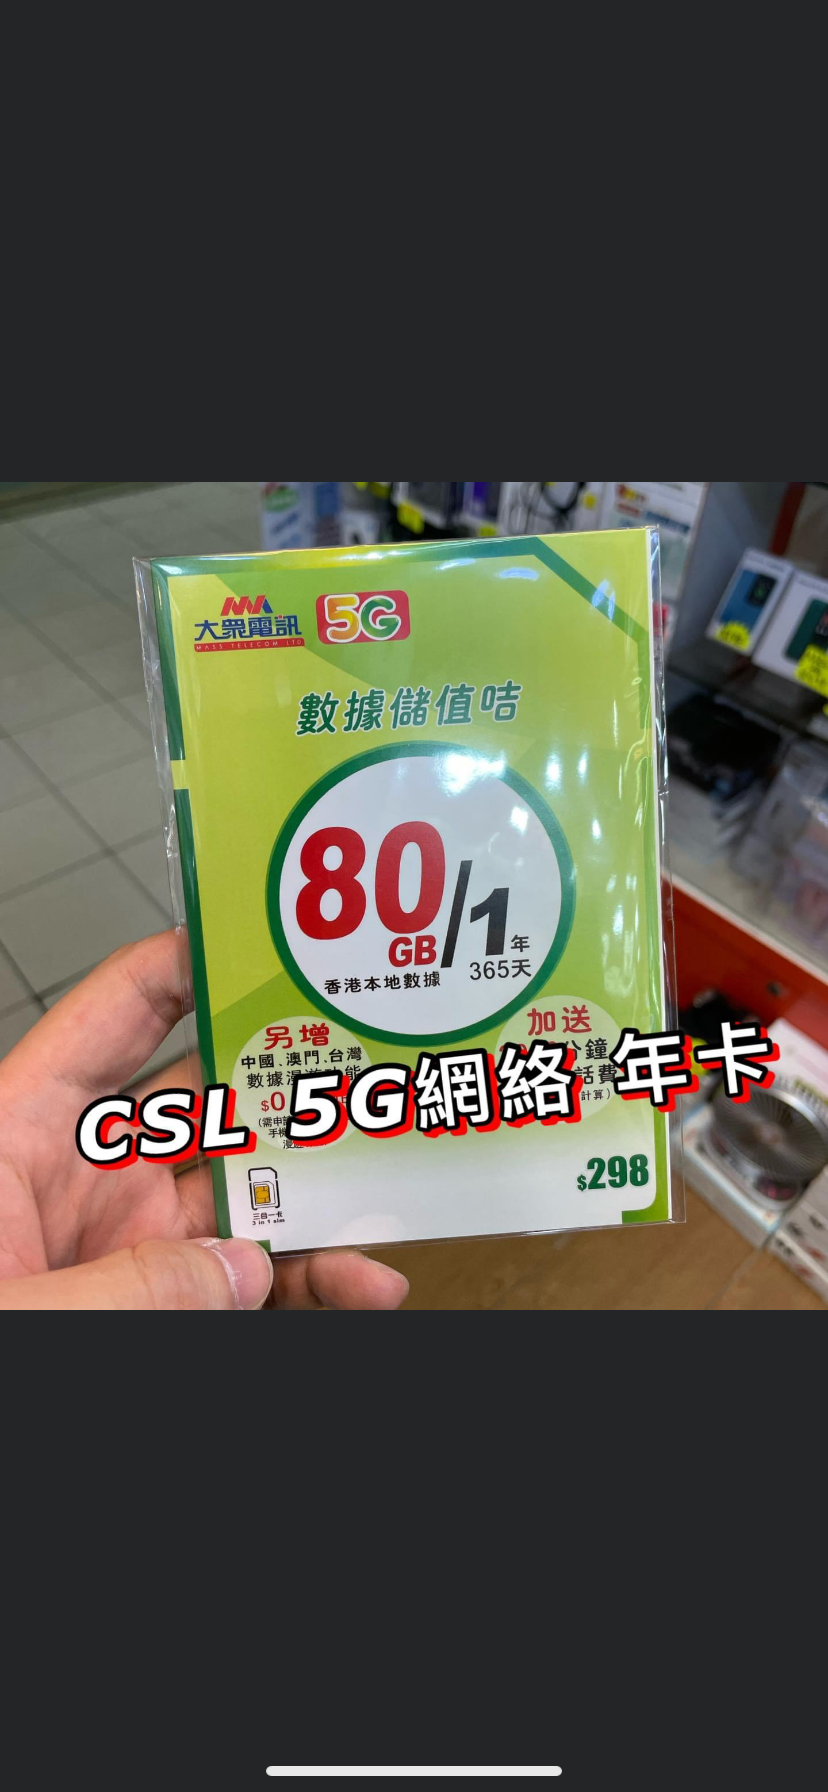 大眾電訊
MASS TELECOM LTD
5G
數據儲值咭
80
GB
/1
年
365天
香港本地數據
另增
中國、澳門、台灣
數據漫遊功能
$0
加送
分鐘
話費
計算)
CSL 5G網絡 年卡
三合一卡
3 in 1 sim
$298